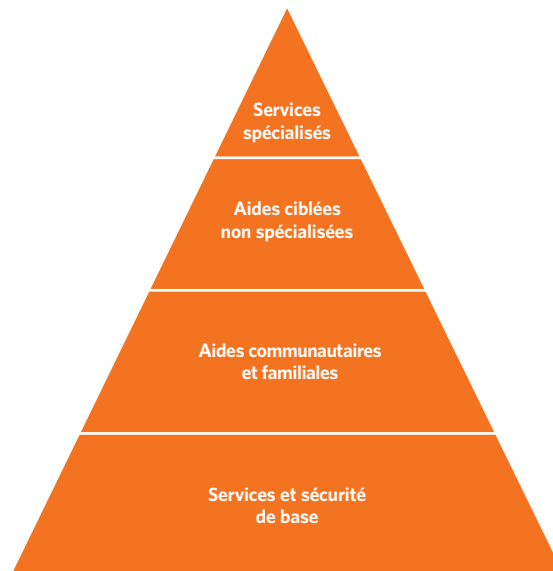 Services
spécialisés
Aides ciblées
non spécialisées
Aides communautaires
et familiales
Services et sécurité
de base